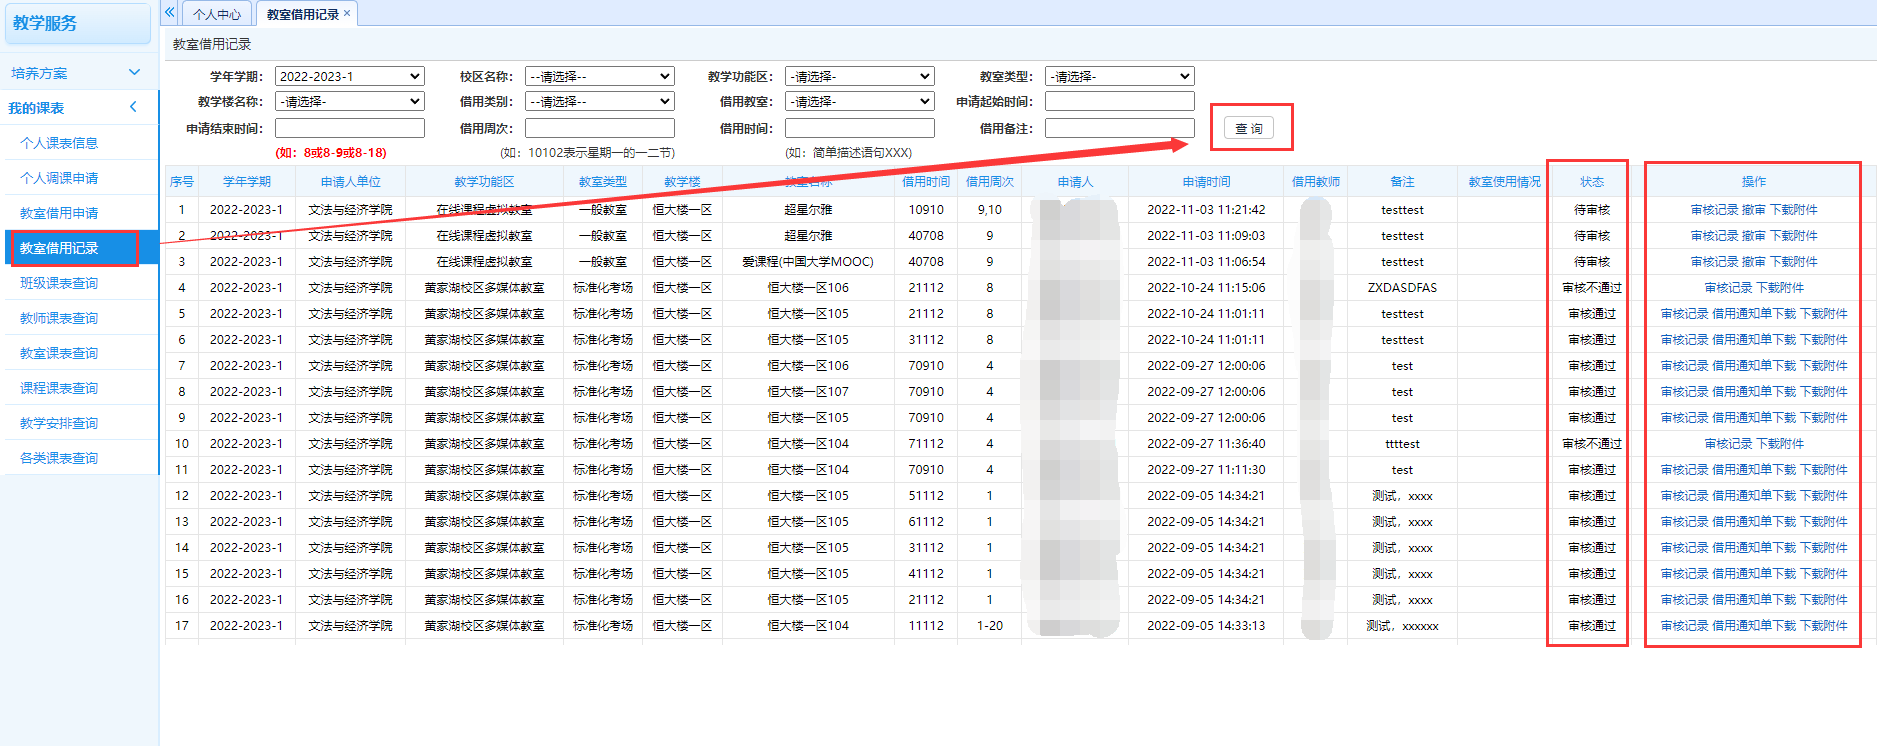 教学服务
培养方案
我的课表
个人课表信息
个人调课申请
教室借用申请
教室借用记录
班级课表查询
教师课表查询
教室课表查询
课程课表查询
教学安排查询
各类课表查询
« 个人中心 教室借用记录 ×
教室借用记录
学年学期： 2022-2023-1 校区名称： --请选择-- 教学功能区： -请选择- 教室类型： -请选择-
教学楼名称： -请选择- 借用类别： --请选择-- 借用教室： -请选择- 申请起始时间：
申请结束时间： 借用周次： 借用时间： 借用备注： 查 询
(如：8或8-9或8-18) (如：10102表示星期一的一二节) (如：简单描述语句XXX)
序号 学年学期 申请人单位 教学功能区 教室类型 教学楼 教室名称 借用时间 借用周次 申请人 申请时间 借用教师 备注 教室使用情况 状态 操作
1 2022-2023-1 文法与经济学院 在线课程虚拟教室 一般教室 恒大楼一区 超星尔雅 10910 9,10 2022-11-03 11:21:42 testtest 待审核 审核记录 撤审 下载附件
2 2022-2023-1 文法与经济学院 在线课程虚拟教室 一般教室 恒大楼一区 超星尔雅 40708 9 2022-11-03 11:09:03 testtest 待审核 审核记录 撤审 下载附件
3 2022-2023-1 文法与经济学院 在线课程虚拟教室 一般教室 恒大楼一区 爱课程(中国大学MOOC) 40708 9 2022-11-03 11:06:54 testtest 待审核 审核记录 撤审 下载附件
4 2022-2023-1 文法与经济学院 黄家湖校区多媒体教室 标准化考场 恒大楼一区 恒大楼一区106 21112 8 2022-10-24 11:15:06 ZXDASDFAS 审核不通过 审核记录 下载附件
5 2022-2023-1 文法与经济学院 黄家湖校区多媒体教室 标准化考场 恒大楼一区 恒大楼一区105 21112 8 2022-10-24 11:01:11 testtest 审核通过 审核记录 借用通知单下载 下载附件
6 2022-2023-1 文法与经济学院 黄家湖校区多媒体教室 标准化考场 恒大楼一区 恒大楼一区105 31112 8 2022-10-24 11:01:11 testtest 审核通过 审核记录 借用通知单下载 下载附件
7 2022-2023-1 文法与经济学院 黄家湖校区多媒体教室 标准化考场 恒大楼一区 恒大楼一区106 70910 4 2022-09-27 12:00:06 test 审核通过 审核记录 借用通知单下载 下载附件
8 2022-2023-1 文法与经济学院 黄家湖校区多媒体教室 标准化考场 恒大楼一区 恒大楼一区107 70910 4 2022-09-27 12:00:06 test 审核通过 审核记录 借用通知单下载 下载附件
9 2022-2023-1 文法与经济学院 黄家湖校区多媒体教室 标准化考场 恒大楼一区 恒大楼一区105 70910 4 2022-09-27 12:00:06 test 审核通过 审核记录 借用通知单下载 下载附件
10 2022-2023-1 文法与经济学院 黄家湖校区多媒体教室 标准化考场 恒大楼一区 恒大楼一区104 71112 4 2022-09-27 11:36:40 ttttest 审核不通过 审核记录 下载附件
11 2022-2023-1 文法与经济学院 黄家湖校区多媒体教室 标准化考场 恒大楼一区 恒大楼一区104 70910 4 2022-09-27 11:11:30 test 审核通过 审核记录 借用通知单下载 下载附件
12 2022-2023-1 文法与经济学院 黄家湖校区多媒体教室 标准化考场 恒大楼一区 恒大楼一区105 51112 1 2022-09-05 14:34:21 测试，xxxx 审核通过 审核记录 借用通知单下载 下载附件
13 2022-2023-1 文法与经济学院 黄家湖校区多媒体教室 标准化考场 恒大楼一区 恒大楼一区105 61112 1 2022-09-05 14:34:21 测试，xxxx 审核通过 审核记录 借用通知单下载 下载附件
14 2022-2023-1 文法与经济学院 黄家湖校区多媒体教室 标准化考场 恒大楼一区 恒大楼一区105 31112 1 2022-09-05 14:34:21 测试，xxxx 审核通过 审核记录 借用通知单下载 下载附件
15 2022-2023-1 文法与经济学院 黄家湖校区多媒体教室 标准化考场 恒大楼一区 恒大楼一区105 41112 1 2022-09-05 14:34:21 测试，xxxx 审核通过 审核记录 借用通知单下载 下载附件
16 2022-2023-1 文法与经济学院 黄家湖校区多媒体教室 标准化考场 恒大楼一区 恒大楼一区105 21112 1 2022-09-05 14:34:21 测试，xxxx 审核通过 审核记录 借用通知单下载 下载附件
17 2022-2023-1 文法与经济学院 黄家湖校区多媒体教室 标准化考场 恒大楼一区 恒大楼一区104 11112 1-20 2022-09-05 14:33:13 测试，xxxxxx 审核通过 审核记录 借用通知单下载 下载附件